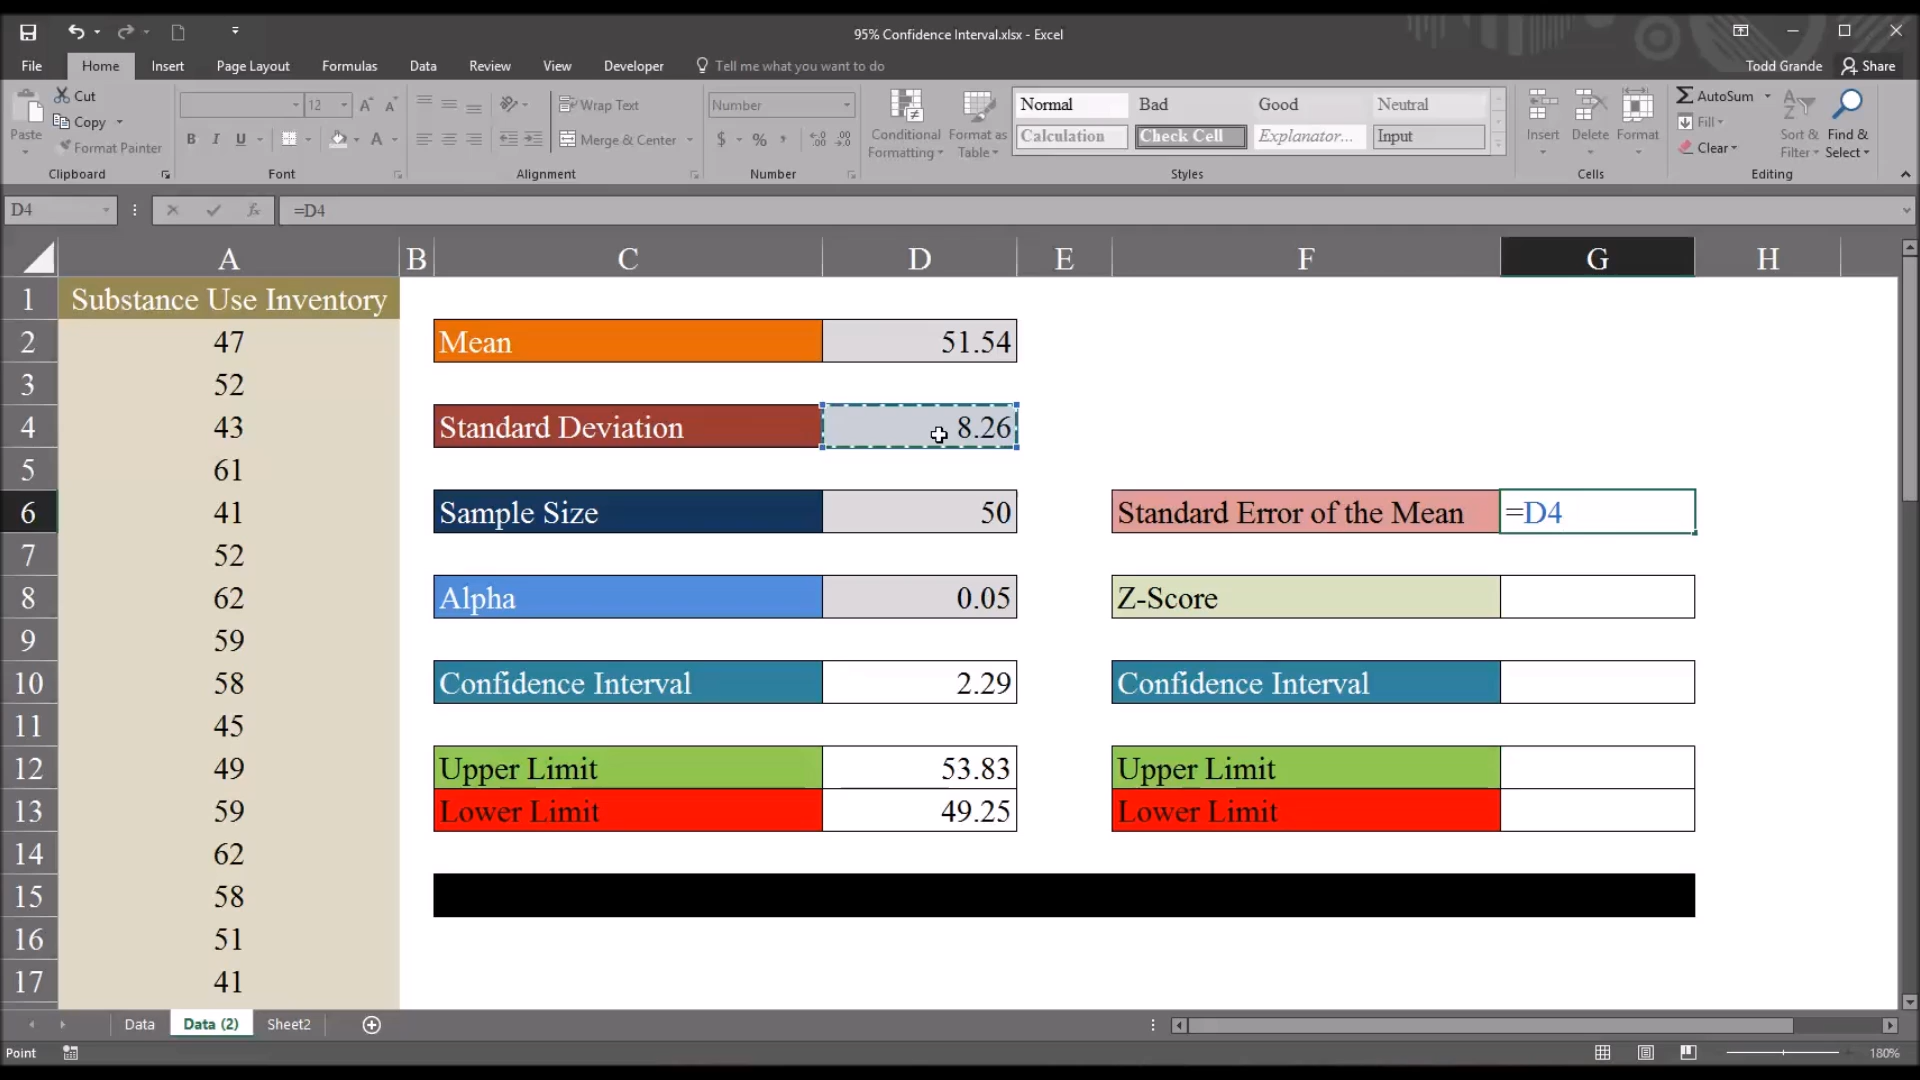 95% Confidence Interval.xlsx - Excel
File Home Insert Page Layout Formulas Data Review View Developer Tell me what you want to do Todd Grande Share
Paste
Cut
Copy
Format Painter
Clipboard
12
A A
B I U A
Font
Wrap Text
Merge & Center
Alignment
Number
$ % ,
Number
Conditional Formatting
Format as Table
Normal Bad Good Neutral
Calculation Check Cell Explanator... Input
Styles
Insert Delete Format
Cells
AutoSum
Fill
Clear
Sort & Filter
Find & Select
Editing
D4 fx =D4
A B C D E F G H
1 Substance Use Inventory
2 47 Mean 51.54
3 52
4 43 Standard Deviation 8.26
5 61
6 41 Sample Size 50 Standard Error of the Mean =D4
7 52
8 62 Alpha 0.05 Z-Score
9 59
10 58 Confidence Interval 2.29 Confidence Interval
11 45
12 49 Upper Limit 53.83 Upper Limit
13 59 Lower Limit 49.25 Lower Limit
14 62
15 58
16 51
17 41
Data Data (2) Sheet2
Point 180%